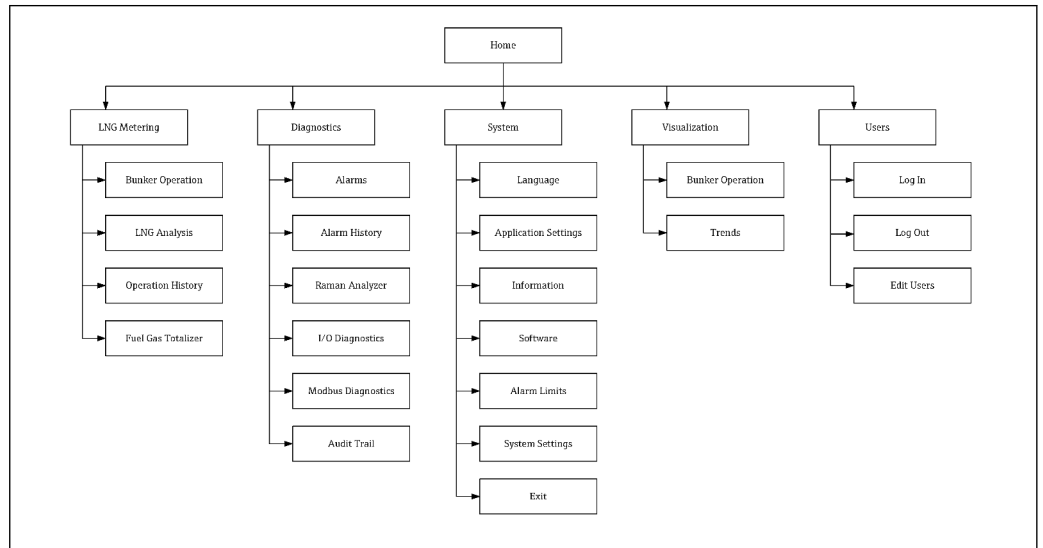 Home
LNG Metering
Diagnostics
System
Visualization
Users
Bunker Operation
LNG Analysis
Operation History
Fuel Gas Totalizer
Alarms
Alarm History
Raman Analyzer
I/O Diagnostics
Modbus Diagnostics
Audit Trail
Language
Application Settings
Information
Software
Alarm Limits
System Settings
Exit
Bunker Operation
Trends
Log In
Log Out
Edit Users